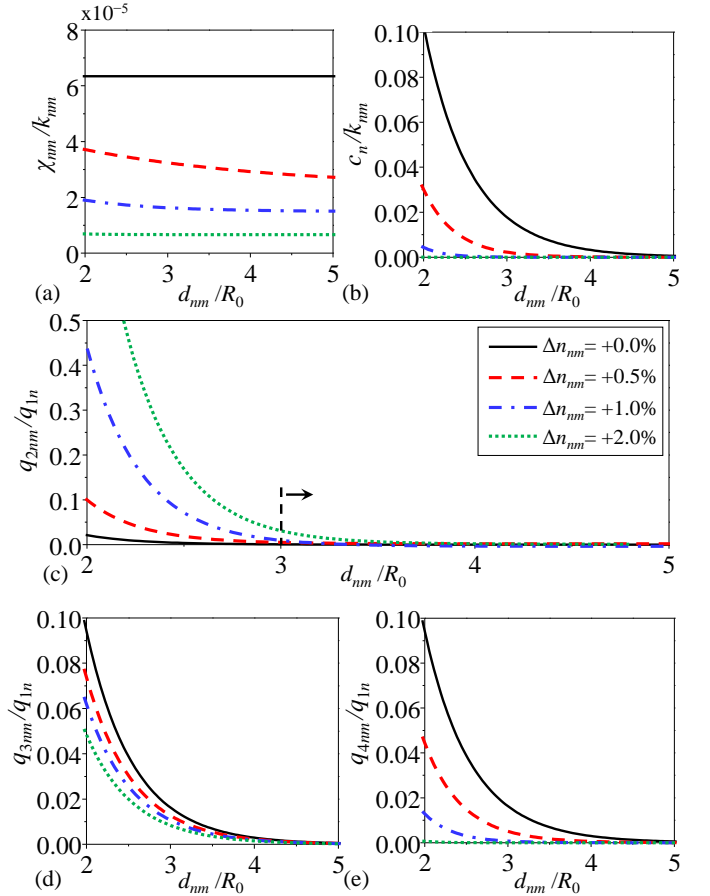 ×10⁻⁵
8
6
4
2
0
χₙₘ/kₙₘ
2 3 4 5
(a) dₙₘ/R₀
0.10
0.08
0.06
0.04
0.02
0.00
cₙ/kₙₘ
2 3 4 5
(b) dₙₘ/R₀
0.5
0.4
0.3
0.2
0.1
0.0
q₂ₙₘ/q₁ₙ
Δnₙₘ= +0.0%
Δnₙₘ= +0.5%
Δnₙₘ= +1.0%
Δnₙₘ= +2.0%
2 3 4 5
(c) dₙₘ/R₀
0.10
0.08
0.06
0.04
0.02
0.00
q₃ₙₘ/q₁ₙ
2 3 4 5
(d) dₙₘ/R₀
0.10
0.08
0.06
0.04
0.02
0.00
q₄ₙₘ/q₁ₙ
2 3 4 5
(e) dₙₘ/R₀